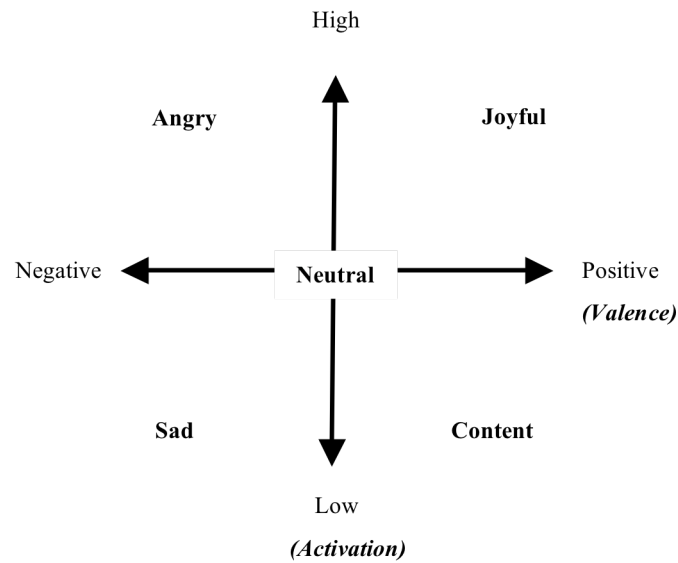 High
Angry
Joyful
Negative
Neutral
Positive
(Valence)
Sad
Content
Low
(Activation)